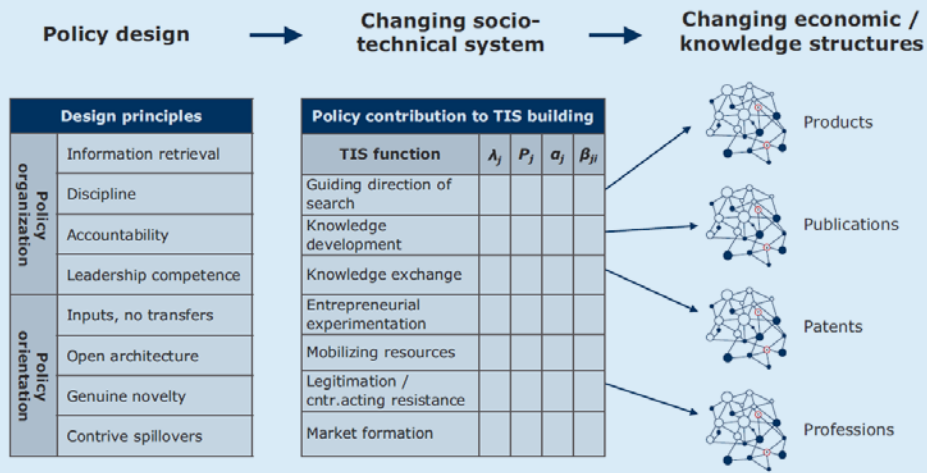 Policy design
Changing socio-
technical system
Changing economic /
knowledge structures
Design principles
Policy
organization
Information retrieval
Discipline
Accountability
Leadership competence
Policy
orientation
Inputs, no transfers
Open architecture
Genuine novelty
Contrive spillovers
Policy contribution to TIS building
TIS function λj Pj αj βji
Guiding direction of
search
Knowledge
development
Knowledge exchange
Entrepreneurial
experimentation
Mobilizing resources
Legitimation /
cntr.acting resistance
Market formation
Products
Publications
Patents
Professions